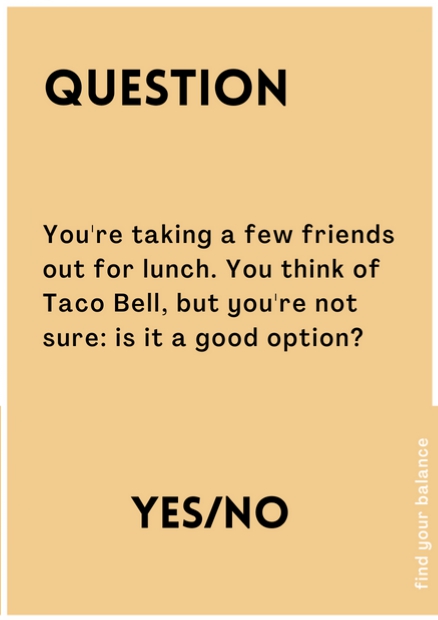 QUESTION
You're taking a few friends
out for lunch. You think of
Taco Bell, but you're not
sure: is it a good option?
YES/NO
find your balance